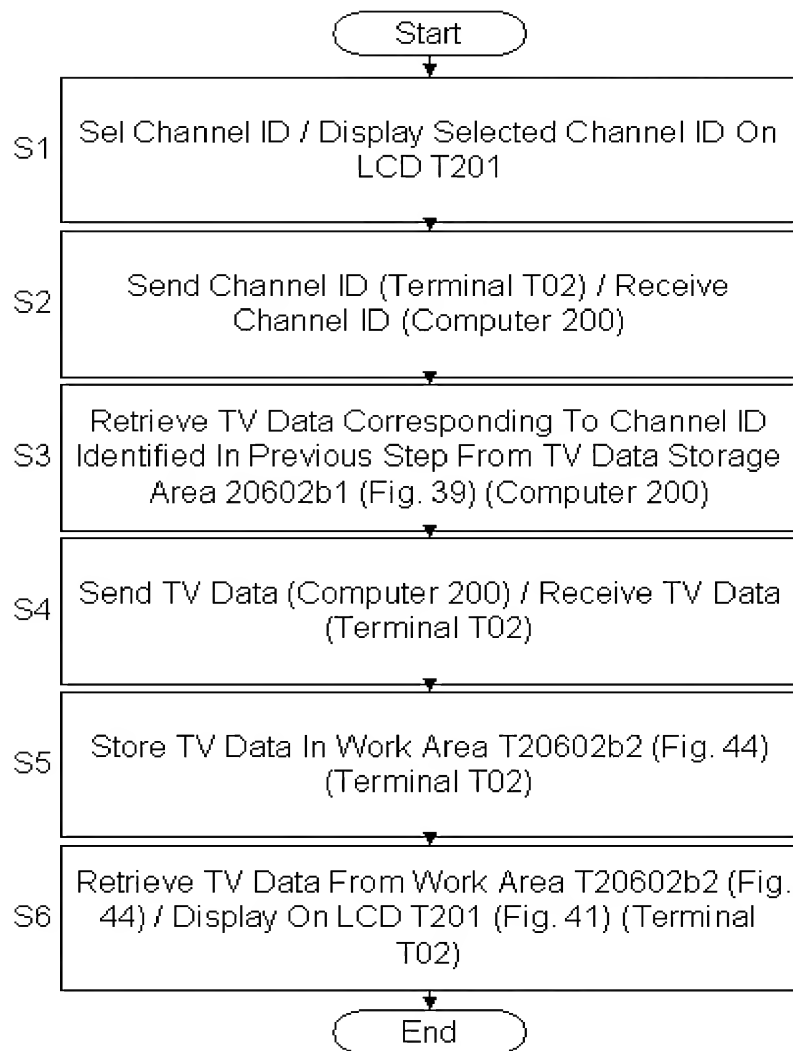 Start
S1
Sel Channel ID / Display Selected Channel ID On
LCD T201
S2
Send Channel ID (Terminal T02) / Receive
Channel ID (Computer 200)
S3
Retrieve TV Data Corresponding To Channel ID
Identified In Previous Step From TV Data Storage
Area 20602b1 (Fig. 39) (Computer 200)
S4
Send TV Data (Computer 200) / Receive TV Data
(Terminal T02)
S5
Store TV Data In Work Area T20602b2 (Fig. 44)
(Terminal T02)
S6
Retrieve TV Data From Work Area T20602b2 (Fig.
44) / Display On LCD T201 (Fig. 41) (Terminal
T02)
End